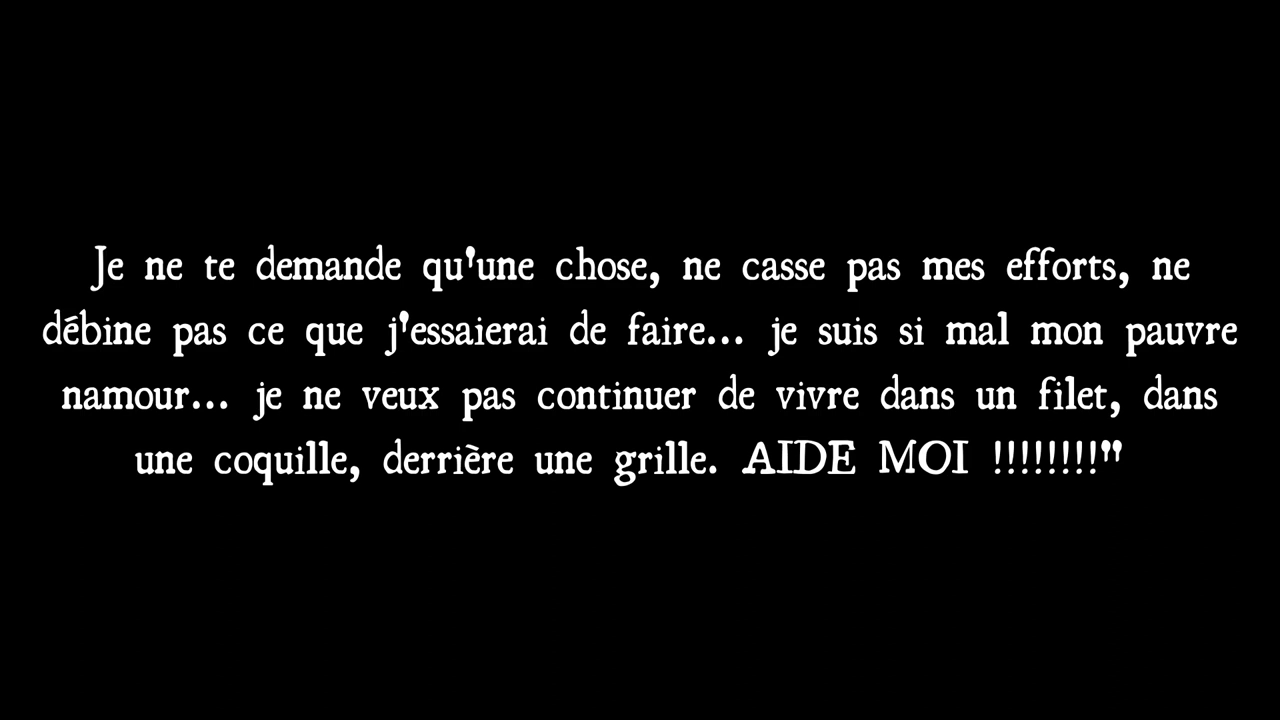 Je ne te demande qu'une chose, ne casse pas mes efforts, ne
débine pas ce que j'essaierai de faire... je suis si mal mon pauvre
namour... je ne veux pas continuer de vivre dans un filet, dans
une coquille, derrière une grille. AIDE MOI !!!!!!!!"